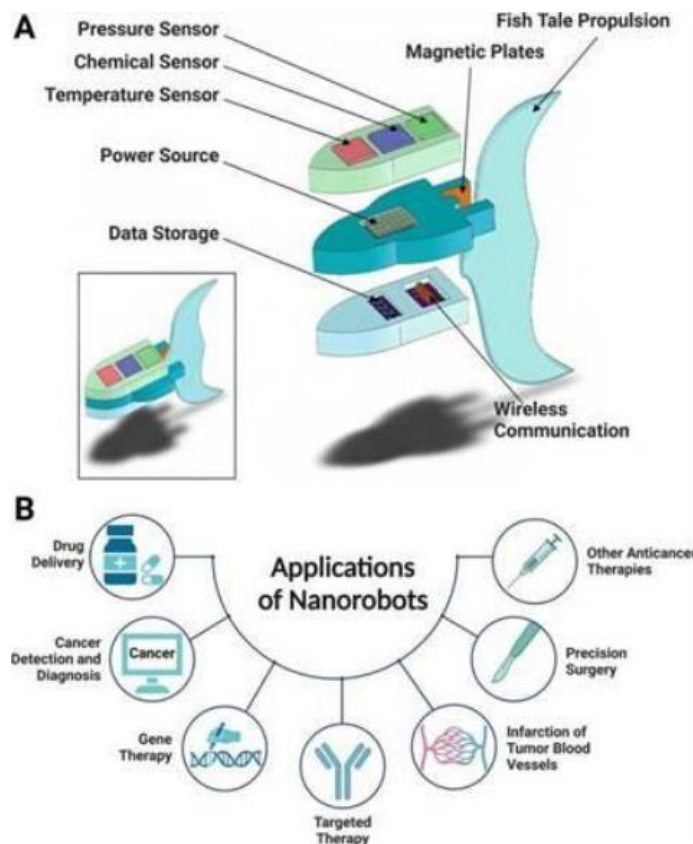 A
Pressure Sensor
Chemical Sensor
Temperature Sensor
Power Source
Data Storage
Fish Tale Propulsion
Magnetic Plates
Wireless
Communication
B
Applications
of Nanorobots
Drug
Delivery
Cancer
Detection and
Diagnosis
Cancer
Gene
Therapy
Targeted
Therapy
Infarction of
Tumor Blood
Vessels
Precision
Surgery
Other Anticancer
Therapies